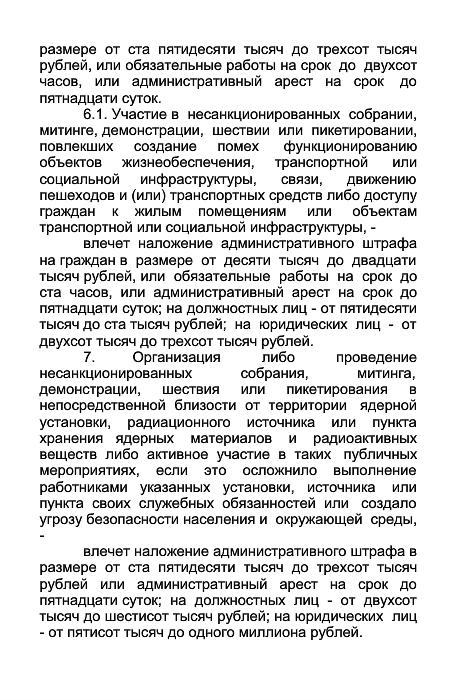 размере от ста пятидесяти тысяч до трехсот тысяч
рублей, или обязательные работы на срок до двухсот
часов, или административный арест на срок до
пятнадцати суток.
6.1. Участие в несанкционированных собрании,
митинге, демонстрации, шествии или пикетировании,
повлекших создание помех функционированию
объектов жизнеобеспечения, транспортной или
социальной инфраструктуры, связи, движению
пешеходов и (или) транспортных средств либо доступу
граждан к жилым помещениям или объектам
транспортной или социальной инфраструктуры, -
влечет наложение административного штрафа
на граждан в размере от десяти тысяч до двадцати
тысяч рублей, или обязательные работы на срок до
ста часов, или административный арест на срок до
пятнадцати суток; на должностных лиц - от пятидесяти
тысяч до ста тысяч рублей; на юридических лиц - от
двухсот тысяч до трехсот тысяч рублей.
7. Организация либо проведение
несанкционированных собрания, митинга,
демонстрации, шествия или пикетирования в
непосредственной близости от территории ядерной
установки, радиационного источника или пункта
хранения ядерных материалов и радиоактивных
веществ либо активное участие в таких публичных
мероприятиях, если это осложнило выполнение
работниками указанных установки, источника или
пункта своих служебных обязанностей или создало
угрозу безопасности населения и окружающей среды,
-
влечет наложение административного штрафа в
размере от ста пятидесяти тысяч до трехсот тысяч
рублей или административный арест на срок до
пятнадцати суток; на должностных лиц - от двухсот
тысяч до шестисот тысяч рублей; на юридических лиц
- от пятисот тысяч до одного миллиона рублей.